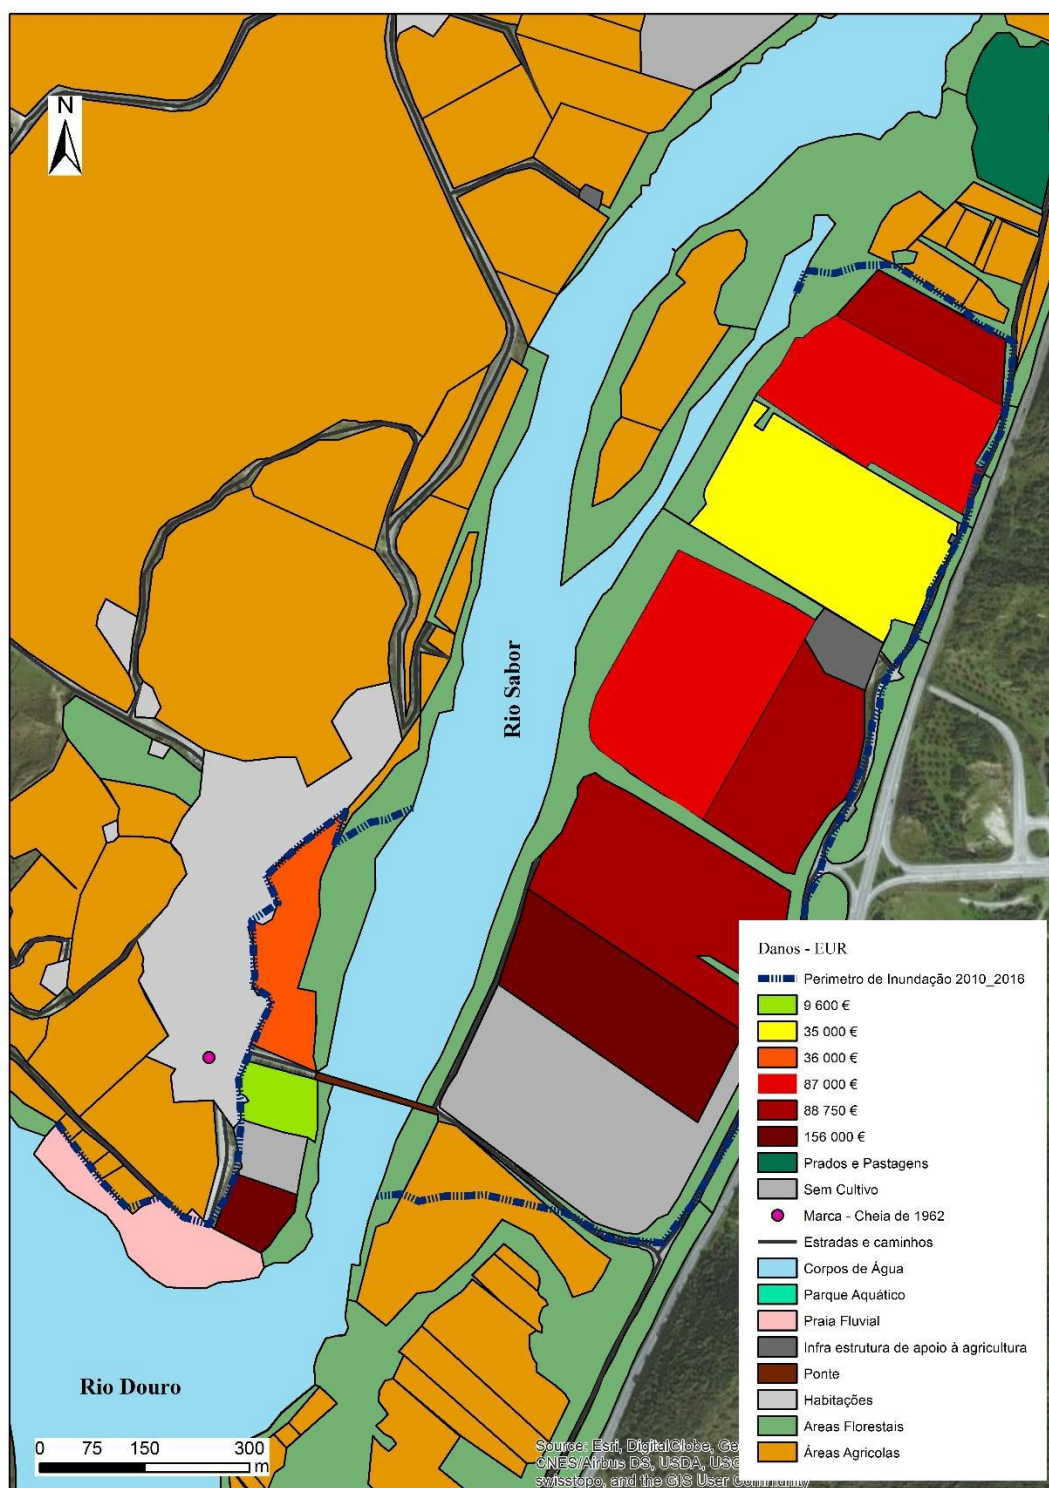 N
Rio Sabor
Danos - EUR
Perimetro de Inundação 2010_2016
9 600 €
35 000 €
36 000 €
87 000 €
88 750 €
156 000 €
Prados e Pastagens
Sem Cultivo
Marca - Cheia de 1962
Estradas e caminhos
Corpos de Água
Parque Aquático
Praia Fluvial
Infra estrutura de apoio à agricultura
Ponte
Habitações
Areas Florestais
Áreas Agricolas
Rio Douro
0 75 150 300
m
Source: Esri, DigitalGlobe, Ge
CNES/Airbus DS, USDA, USG
swisstopo, and the GIS User Community